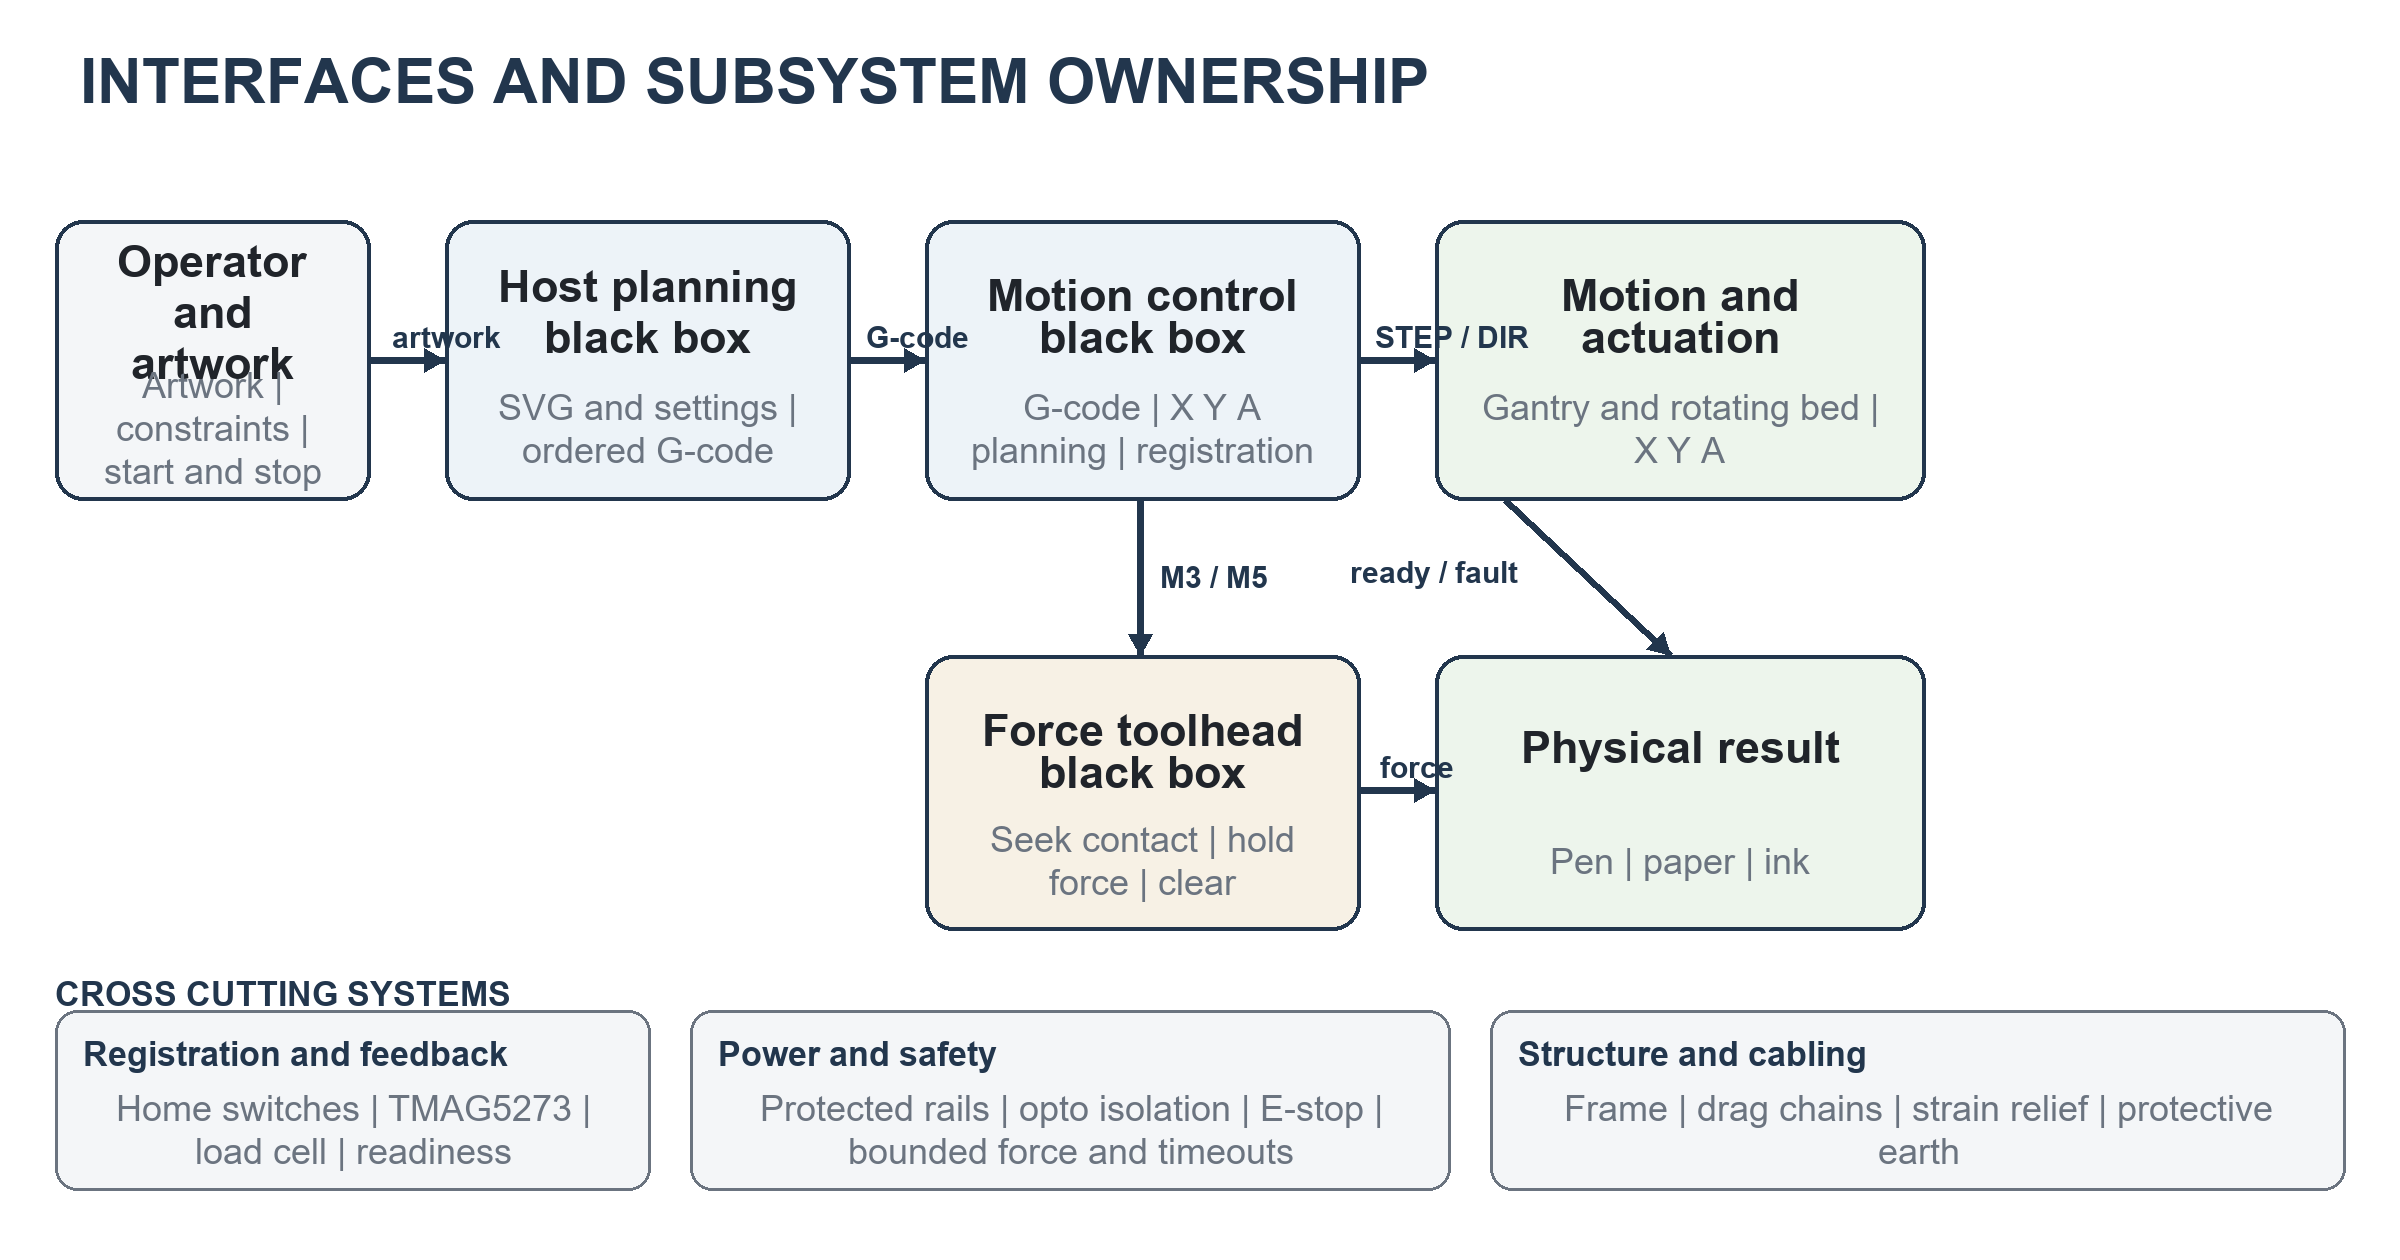 INTERFACES AND SUBSYSTEM OWNERSHIP
Operator
and
artwork
Artwork |
constraints |
start and stop
artwork
Host planning
black box
SVG and settings |
ordered G-code
G-code
Motion control
black box
G-code | X Y A
planning | registration
STEP / DIR
Motion and
actuation
Gantry and rotating bed |
X Y A
M3 / M5
ready / fault
Force toolhead
black box
Seek contact | hold
force | clear
force
Physical result
Pen | paper | ink
CROSS CUTTING SYSTEMS
Registration and feedback
Home switches | TMAG5273 |
load cell | readiness
Power and safety
Protected rails | opto isolation | E-stop |
bounded force and timeouts
Structure and cabling
Frame | drag chains | strain relief | protective
earth